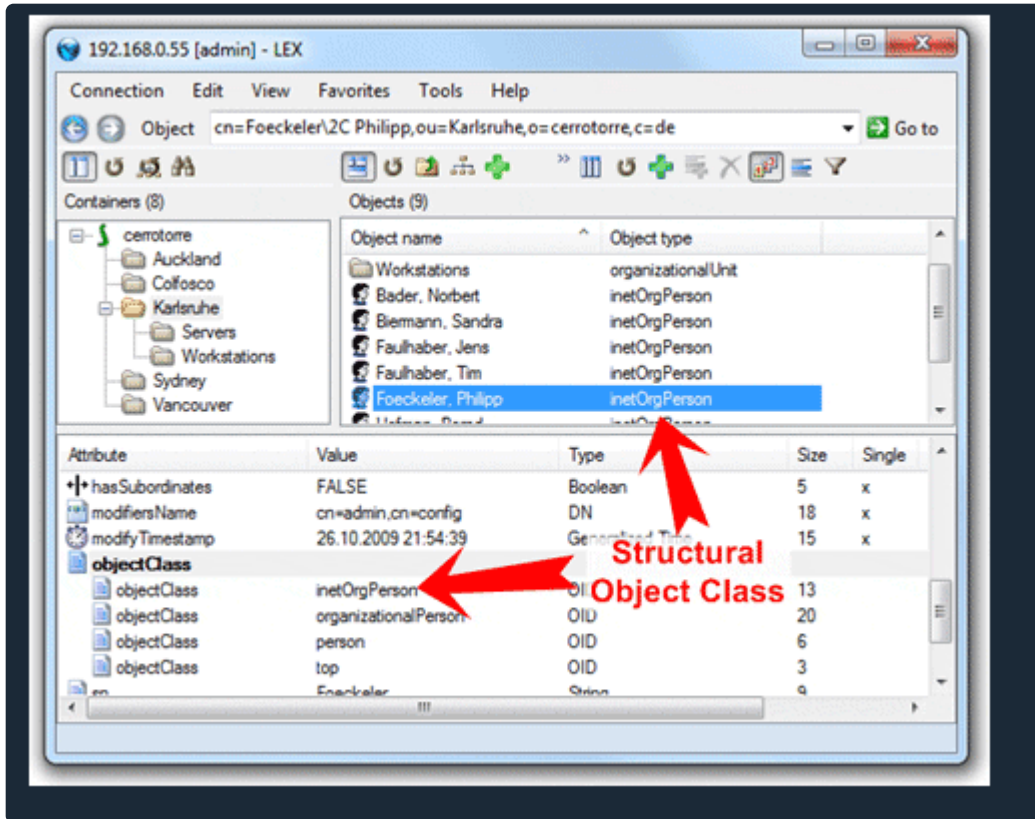 192.168.0.55 [admin] - LEX
Connection Edit View Favorites Tools Help
Object cn=Foeckeler\2C Philipp,ou=Karlsruhe,o=cerrotorre,c=de Go to
Containers (8) Objects (9)
cerrotorre
Auckland
Colfosco
Karlsruhe
Servers
Workstations
Sydney
Vancouver
Object name Object type
Workstations organizationalUnit
Bader, Norbert inetOrgPerson
Biermann, Sandra inetOrgPerson
Faulhaber, Jens inetOrgPerson
Faulhaber, Tim inetOrgPerson
Foeckeler, Philipp inetOrgPerson
Attribute Value Type Size Single
hasSubordinates FALSE Boolean 5 x
modifiersName cn=admin,cn=config DN 18 x
modifyTimestamp 26.10.2009 21:54:39 Generalized Time 15 x
objectClass
objectClass inetOrgPerson OID 13
objectClass organizationalPerson OID 20
objectClass person OID 6
objectClass top OID 3
sn Foeckeler String 9
Structural
Object Class